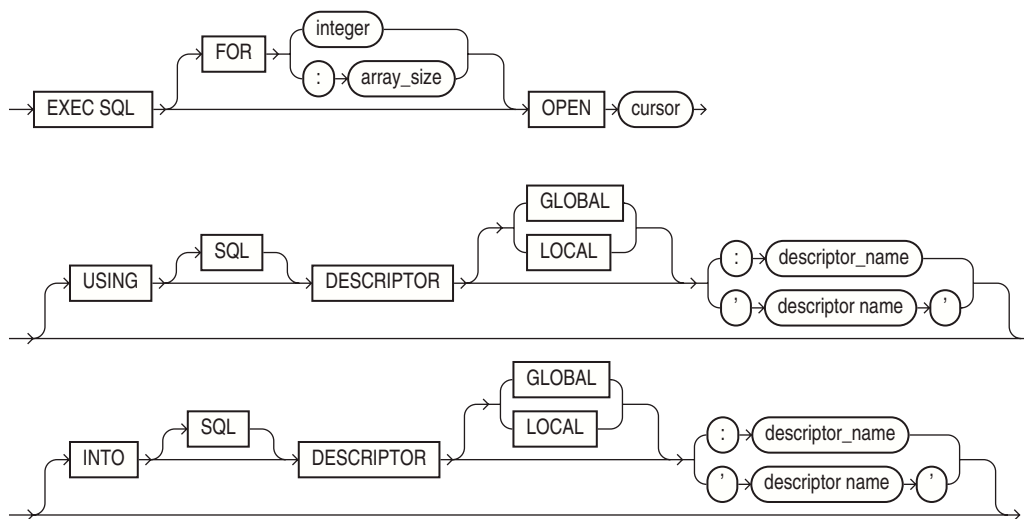 integer
FOR
: array_size
EXEC SQL OPEN cursor
GLOBAL
SQL LOCAL : descriptor_name
USING DESCRIPTOR ' descriptor name '
GLOBAL
SQL LOCAL : descriptor_name
INTO DESCRIPTOR ' descriptor name '